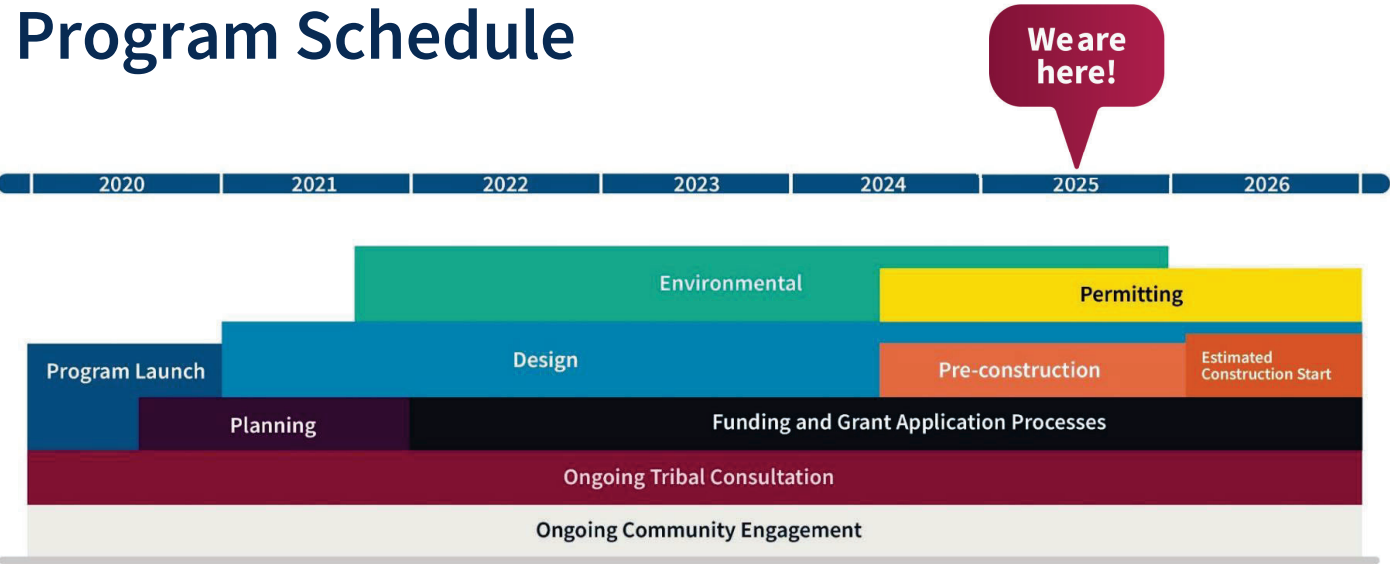 Program Schedule
We are
here!
2020 2021 2022 2023 2024 2025 2026
Environmental
Permitting
Program Launch
Design
Pre-construction
Estimated
Construction Start
Planning
Funding and Grant Application Processes
Ongoing Tribal Consultation
Ongoing Community Engagement